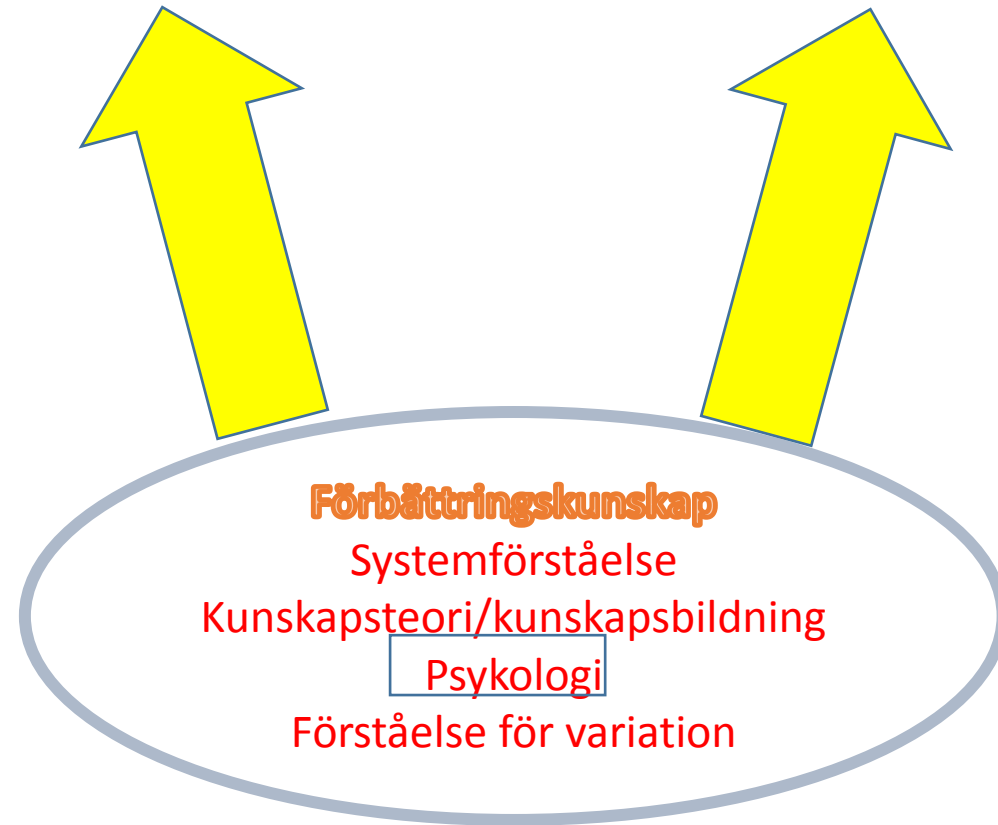 Förbättringskunskap
Systemförståelse
Kunskapsteori/kunskapsbildning
Psykologi
Förståelse för variation